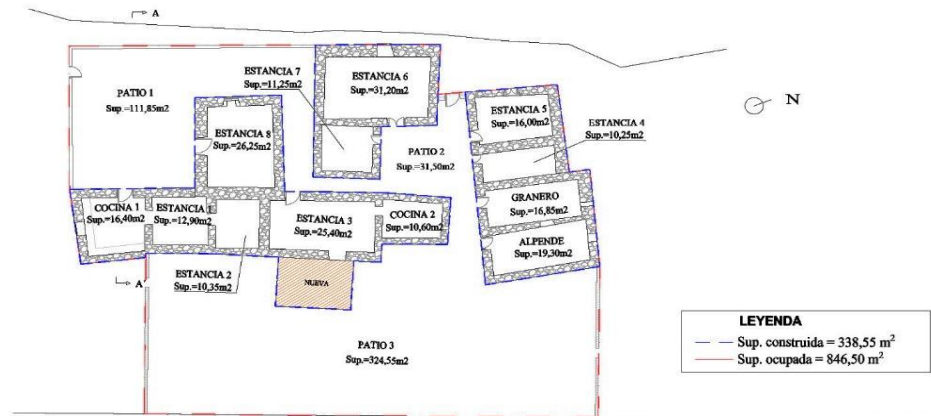 A
ESTANCIA 7
Sup.=11,25m2
ESTANCIA 6
Sup.=31,20m2
PATIO 1
Sup.=111,85m2
N
ESTANCIA 5
Sup.=16,00m2
ESTANCIA 4
Sup.=10,25m2
ESTANCIA 8
Sup.=26,25m2
PATIO 2
Sup.=31,50m2
GRANERO
Sup.=16,85m2
COCINA 1
Sup.=16,40m2
ESTANCIA 1
Sup.=12,90m2
ESTANCIA 3
Sup.=25,40m2
COCINA 2
Sup.=10,60m2
ALPENDE
Sup.=19,30m2
ESTANCIA 2
Sup.=10,35m2
A
NUEVA
PATIO 3
Sup.=324,55m2
LEYENDA
Sup. construida = 338,55 m²
Sup. ocupada = 846,50 m²